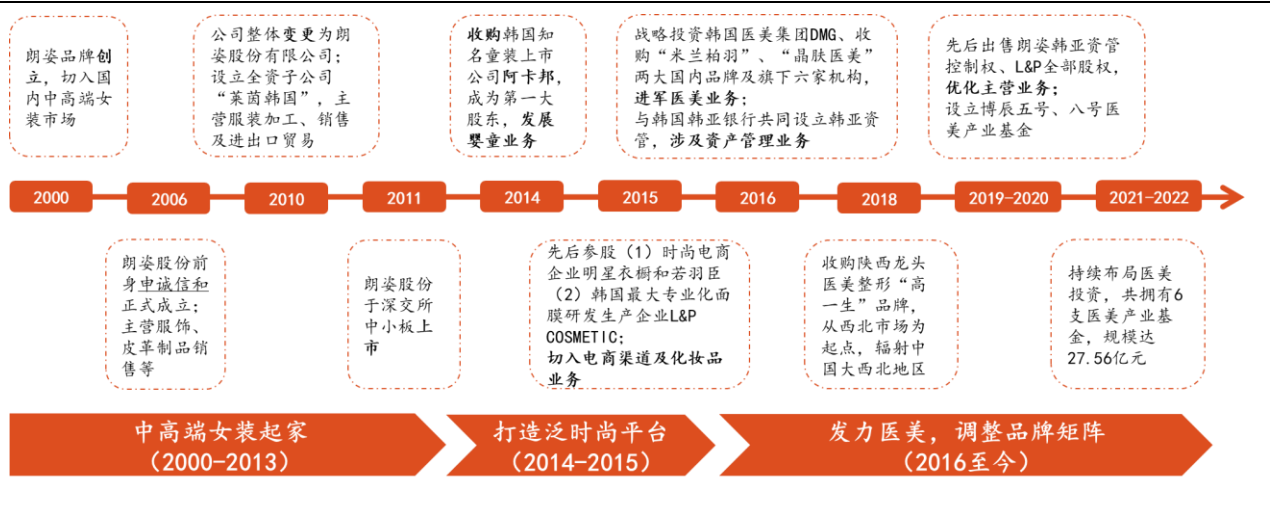 朗姿品牌创
立，切入国
内中高端女
装市场
公司整体变更为朗
姿股份有限公司；
设立全资子公司
“莱茵韩国”，主
营服装加工、销售
及进出口贸易
收购韩国知
名童装上市
公司阿卡邦，
成为第一大
股东，发展
婴童业务
战略投资韩国医美集团DMG、收
购“米兰柏羽”、“晶肤医美”
两大国内品牌及旗下六家机构，
进军医美业务；
与韩国韩亚银行共同设立韩亚资
管，涉及资产管理业务
先后出售朗姿韩亚资管
控制权、L&P全部股权，
优化主营业务；
设立博辰五号、八号医
美产业基金
2000
2006
2010
2011
2014
2015
2016
2018
2019-2020
2021-2022
朗姿股份前
身申诚信和
正式成立；
主营服饰、
皮革制品销
售等
朗姿股份
于深交所
中小板上
市
先后参股（1）时尚电商
企业明星衣橱和若羽臣
（2）韩国最大专业化面
膜研发生产企业L&P
COSMETIC；
切入电商渠道及化妆品
业务
收购陕西龙头
医美整形“高
一生”品牌，
从西北市场为
起点，辐射中
国大西北地区
持续布局医美
投资，共拥有6
支医美产业基
金，规模达
27.56亿元
中高端女装起家
（2000-2013）
打造泛时尚平台
（2014-2015）
发力医美，调整品牌矩阵
（2016至今）